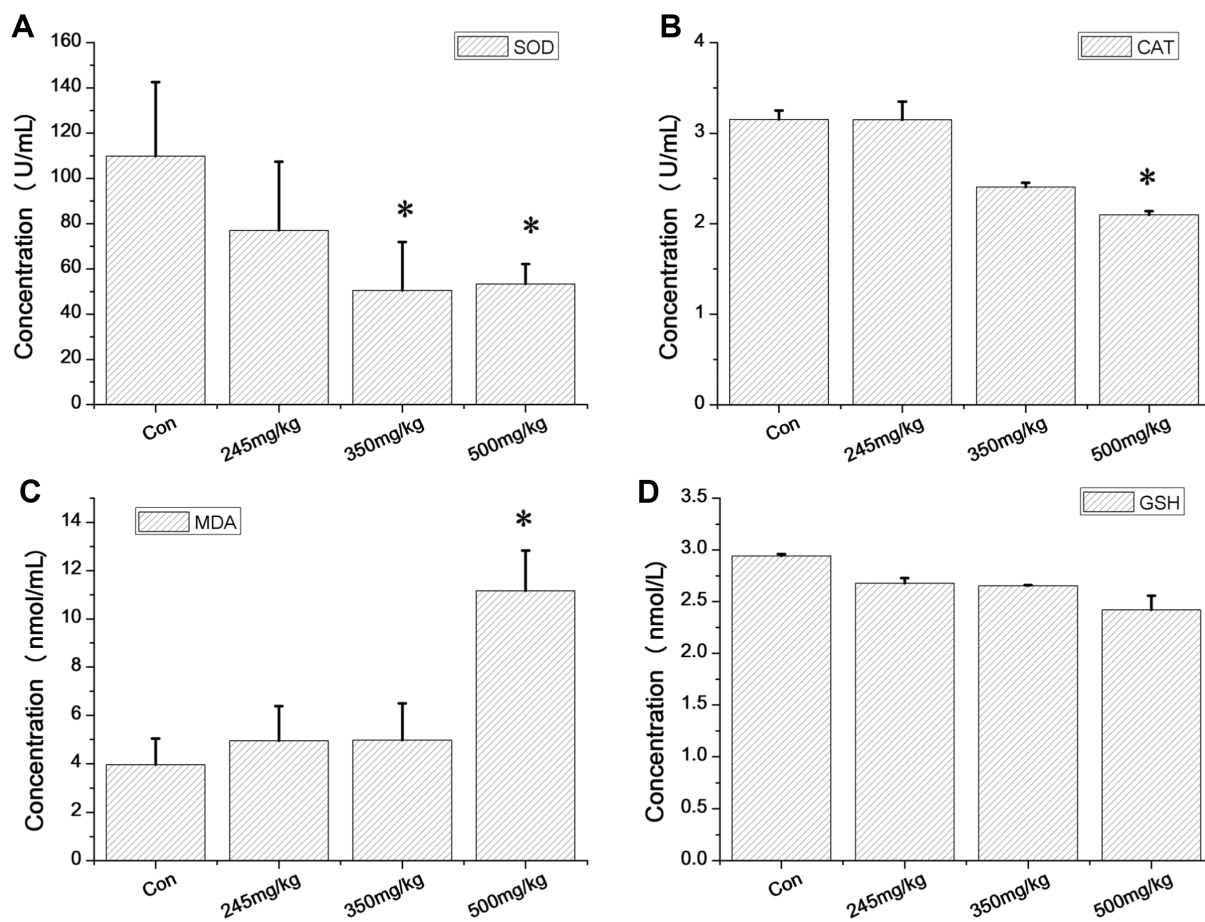 A
SOD
Concentration ( U/mL)
160
140
120
100
80
60
40
20
0
*
*
Con
245mg/kg
350mg/kg
500mg/kg
B
CAT
Concentration ( U/mL)
4
3
2
1
0
*
Con
245mg/kg
350mg/kg
500mg/kg
C
MDA
Concentration ( nmol/mL)
14
12
10
8
6
4
2
0
*
Con
245mg/kg
350mg/kg
500mg/kg
D
GSH
Concentration ( nmol/L)
3.5
3.0
2.5
2.0
1.5
1.0
0.5
0.0
Con
245mg/kg
350mg/kg
500mg/kg